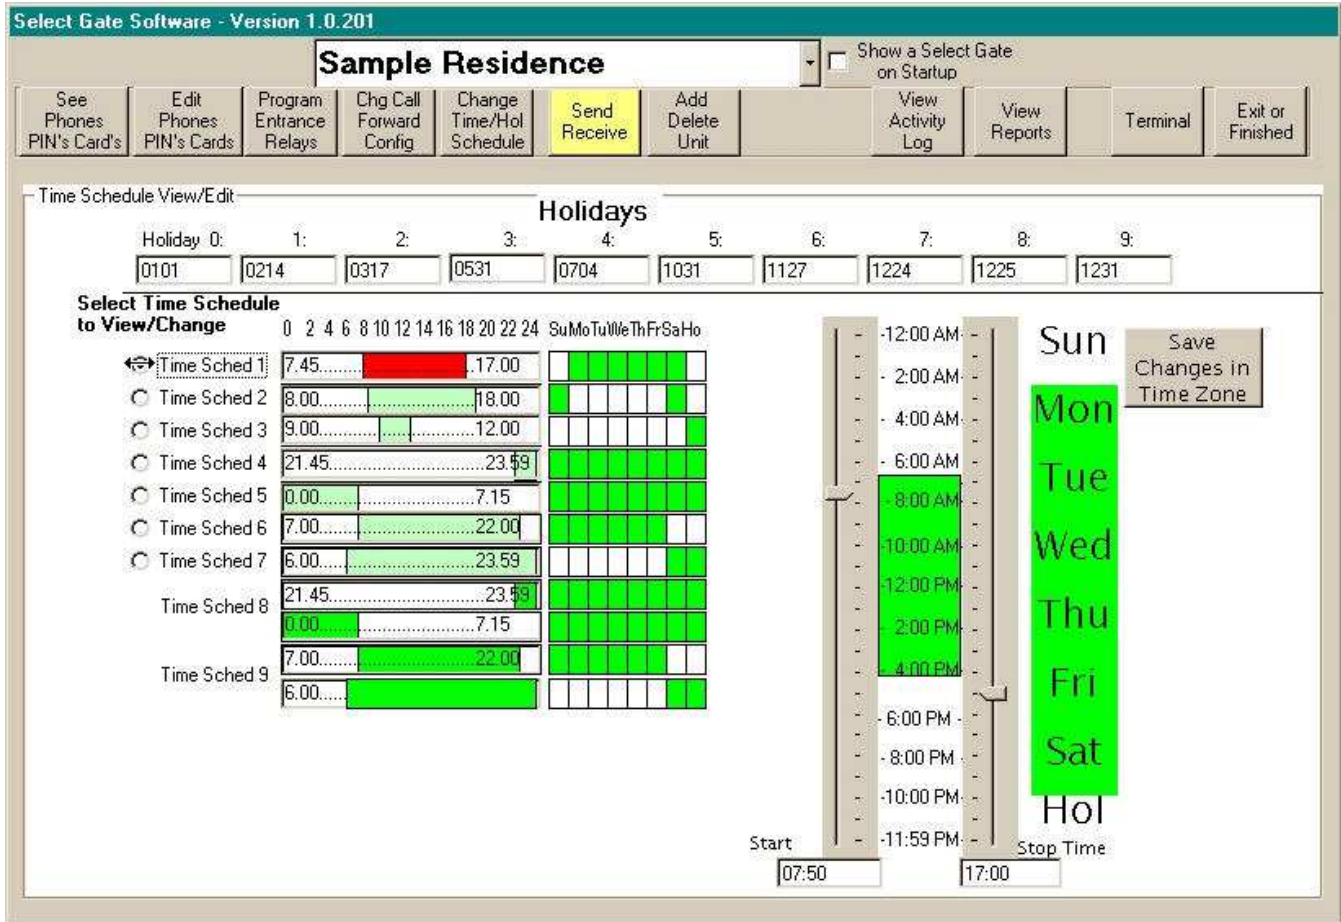 Select Gate Software - Version 1.0.201
Sample Residence
Show a Select Gate
on Startup
See
Phones
PIN's Card's
Edit
Phones
PIN's Cards
Program
Entrance
Relays
Chg Call
Forward
Config
Change
Time/Hol
Schedule
Send
Receive
Add
Delete
Unit
View
Activity
Log
View
Reports
Terminal
Exit or
Finished
Time Schedule View/Edit
Holidays
Holiday 0: 1: 2: 3: 4: 5: 6: 7: 8: 9:
0101 0214 0317 0531 0704 1031 1127 1224 1225 1231
Select Time Schedule
to View/Change
0 2 4 6 8 10 12 14 16 18 20 22 24 SuMoTuWeThFrSaHo
Time Sched 1 7.45 17.00
Time Sched 2 8.00 18.00
Time Sched 3 9.00 12.00
Time Sched 4 21.45 23.59
Time Sched 5 0.00 7.15
Time Sched 6 7.00 22.00
Time Sched 7 6.00 23.59
Time Sched 8
21.45 23.59
0.00 7.15
Time Sched 9
7.00 22.00
6.00
-12:00 AM-
- 2:00 AM-
- 4:00 AM-
- 6:00 AM
- 8:00 AM
-10:00 AM
-12:00 PM
- 2:00 PM
- 4:00 PM
- 6:00 PM -
- 8:00 PM -
-10:00 PM-
-11:59 PM-
Sun
Mon
Tue
Wed
Thu
Fri
Sat
Hol
Save
Changes in
Time Zone
Start
07:50
Stop Time
17:00